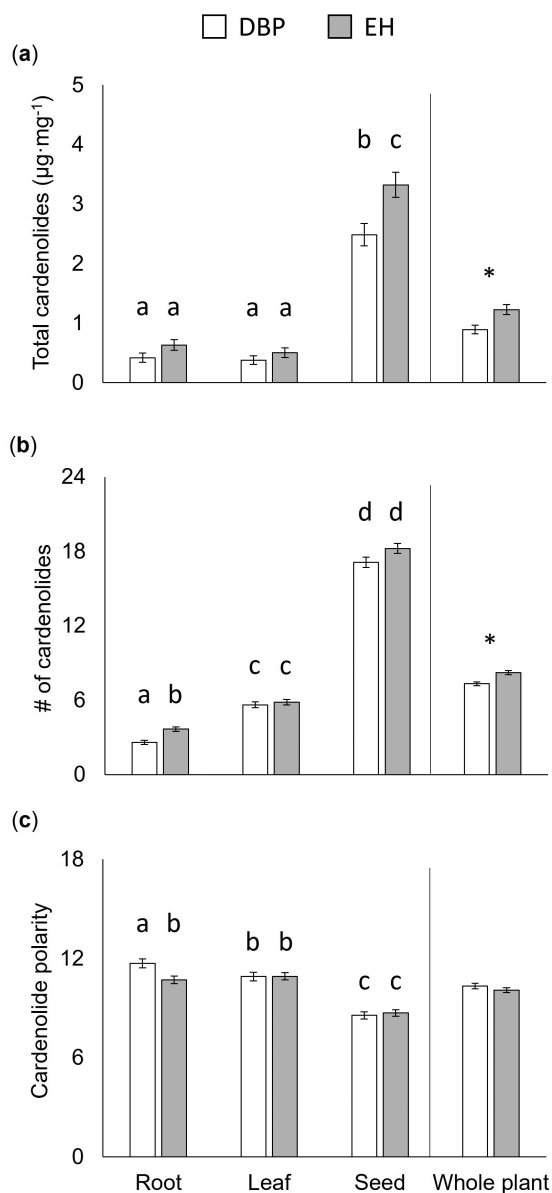 DBP EH
(a)
Total cardenolides (μg·mg⁻¹)
5
4
3
2
1
0
a a a a b c *
(b)
# of cardenolides
24
18
12
6
0
a b c c d d *
(c)
Cardenolide polarity
18
12
6
0
a b b b c c
Root Leaf Seed Whole plant